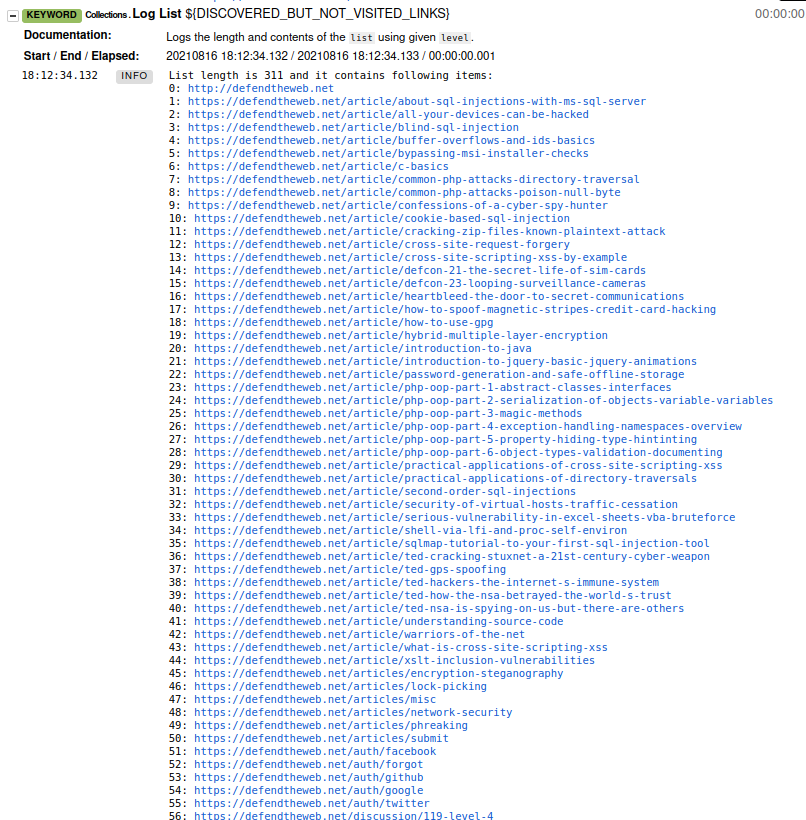 KEYWORD Collections. Log List ${DISCOVERED_BUT_NOT_VISITED_LINKS} 00:00:00
Documentation: Logs the length and contents of the list using given level.
Start / End / Elapsed: 20210816 18:12:34.132 / 20210816 18:12:34.133 / 00:00:00.001
18:12:34.132 INFO List length is 311 and it contains following items:
0: http://defendtheweb.net
1: https://defendtheweb.net/article/about-sql-injections-with-ms-sql-server
2: https://defendtheweb.net/article/all-your-devices-can-be-hacked
3: https://defendtheweb.net/article/blind-sql-injection
4: https://defendtheweb.net/article/buffer-overflows-and-ids-basics
5: https://defendtheweb.net/article/bypassing-msi-installer-checks
6: https://defendtheweb.net/article/c-basics
7: https://defendtheweb.net/article/common-php-attacks-directory-traversal
8: https://defendtheweb.net/article/common-php-attacks-poison-null-byte
9: https://defendtheweb.net/article/confessions-of-a-cyber-spy-hunter
10: https://defendtheweb.net/article/cookie-based-sql-injection
11: https://defendtheweb.net/article/cracking-zip-files-known-plaintext-attack
12: https://defendtheweb.net/article/cross-site-request-forgery
13: https://defendtheweb.net/article/cross-site-scripting-xss-by-example
14: https://defendtheweb.net/article/defcon-21-the-secret-life-of-sim-cards
15: https://defendtheweb.net/article/defcon-23-looping-surveillance-cameras
16: https://defendtheweb.net/article/heartbleed-the-door-to-secret-communications
17: https://defendtheweb.net/article/how-to-spoof-magnetic-stripes-credit-card-hacking
18: https://defendtheweb.net/article/how-to-use-gpg
19: https://defendtheweb.net/article/hybrid-multiple-layer-encryption
20: https://defendtheweb.net/article/introduction-to-java
21: https://defendtheweb.net/article/introduction-to-jquery-basic-jquery-animations
22: https://defendtheweb.net/article/password-generation-and-safe-offline-storage
23: https://defendtheweb.net/article/php-oop-part-1-abstract-classes-interfaces
24: https://defendtheweb.net/article/php-oop-part-2-serialization-of-objects-variable-variables
25: https://defendtheweb.net/article/php-oop-part-3-magic-methods
26: https://defendtheweb.net/article/php-oop-part-4-exception-handling-namespaces-overview
27: https://defendtheweb.net/article/php-oop-part-5-property-hiding-type-hintinting
28: https://defendtheweb.net/article/php-oop-part-6-object-types-validation-documenting
29: https://defendtheweb.net/article/practical-applications-of-cross-site-scripting-xss
30: https://defendtheweb.net/article/practical-applications-of-directory-traversals
31: https://defendtheweb.net/article/second-order-sql-injections
32: https://defendtheweb.net/article/security-of-virtual-hosts-traffic-cessation
33: https://defendtheweb.net/article/serious-vulnerability-in-excel-sheets-vba-bruteforce
34: https://defendtheweb.net/article/shell-via-lfi-and-proc-self-environ
35: https://defendtheweb.net/article/sqlmap-tutorial-to-your-first-sql-injection-tool
36: https://defendtheweb.net/article/ted-cracking-stuxnet-a-21st-century-cyber-weapon
37: https://defendtheweb.net/article/ted-gps-spoofing
38: https://defendtheweb.net/article/ted-hackers-the-internet-s-immune-system
39: https://defendtheweb.net/article/ted-how-the-nsa-betrayed-the-world-s-trust
40: https://defendtheweb.net/article/ted-nsa-is-spying-on-us-but-there-are-others
41: https://defendtheweb.net/article/understanding-source-code
42: https://defendtheweb.net/article/warriors-of-the-net
43: https://defendtheweb.net/article/what-is-cross-site-scripting-xss
44: https://defendtheweb.net/article/xslt-inclusion-vulnerabilities
45: https://defendtheweb.net/articles/encryption-steganography
46: https://defendtheweb.net/articles/lock-picking
47: https://defendtheweb.net/articles/misc
48: https://defendtheweb.net/articles/network-security
49: https://defendtheweb.net/articles/phreaking
50: https://defendtheweb.net/articles/submit
51: https://defendtheweb.net/auth/facebook
52: https://defendtheweb.net/auth/forgot
53: https://defendtheweb.net/auth/github
54: https://defendtheweb.net/auth/google
55: https://defendtheweb.net/auth/twitter
56: https://defendtheweb.net/discussion/119-level-4